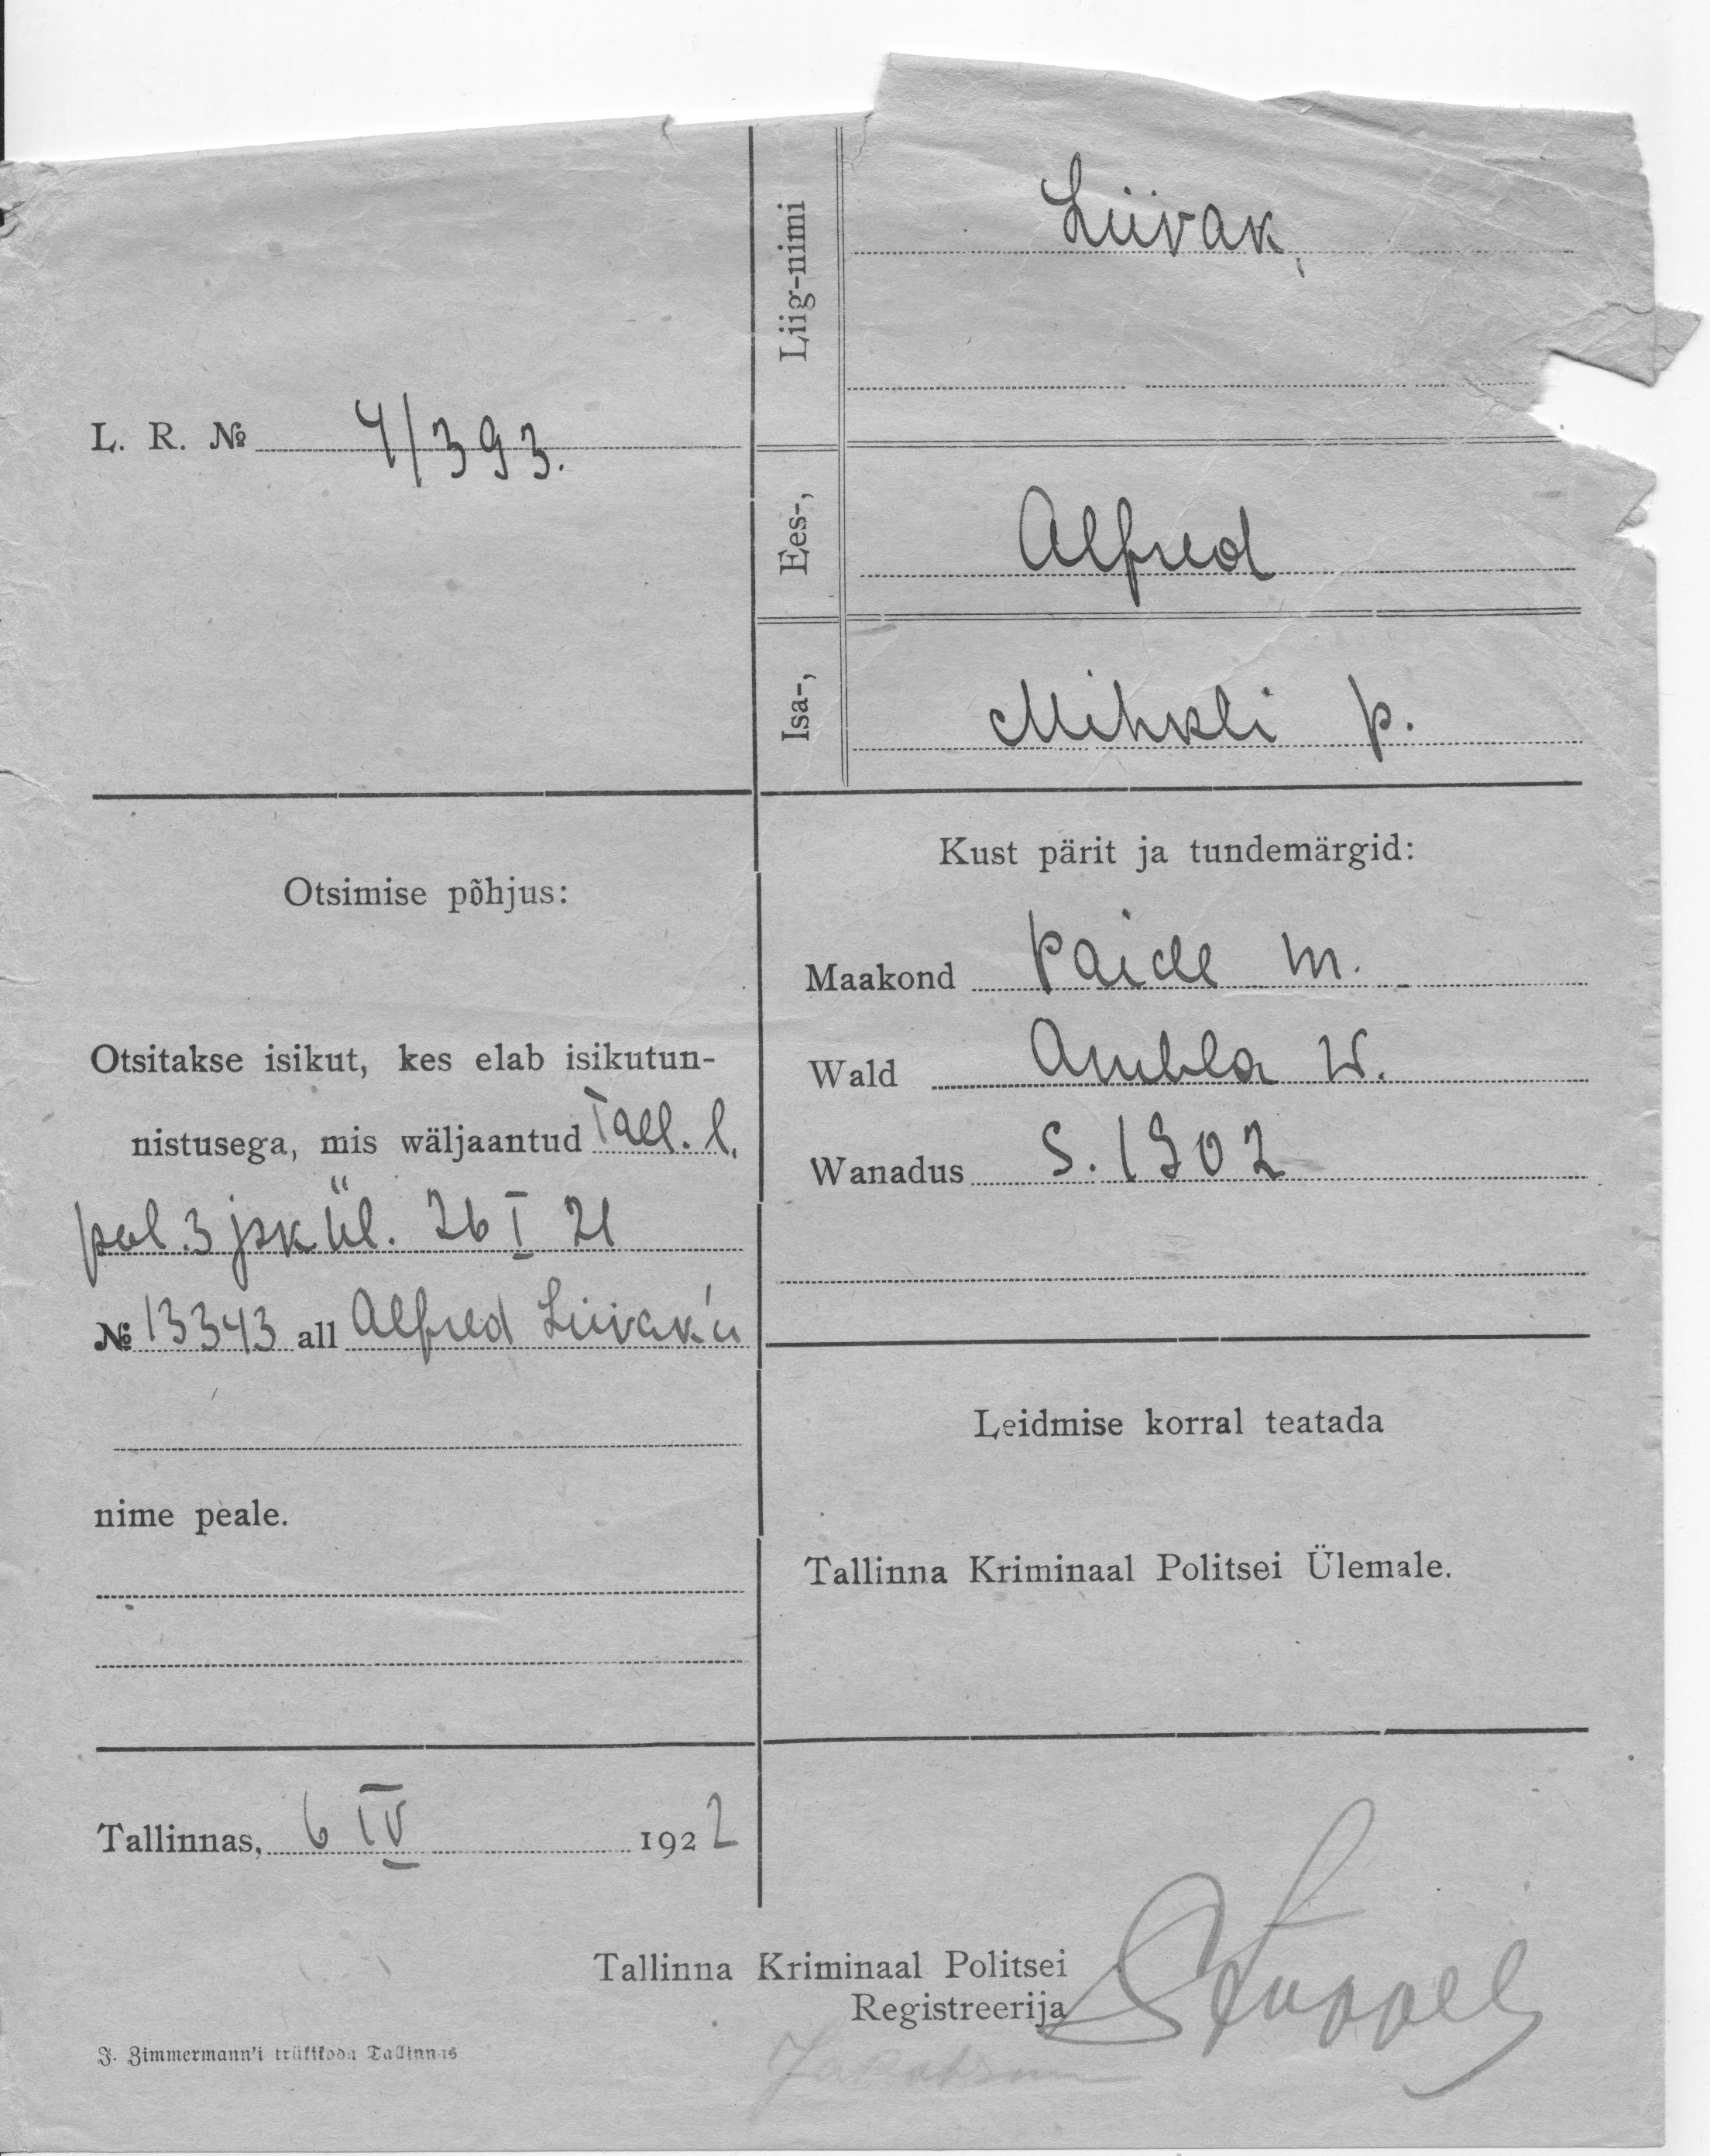 L. R. № 4/393.
Liig-nimi Liivak,
Ees-, Alfred
Isa-, Mihkli p.
Otsimise põhjus:
Otsitakse isikut, kes elab isikutun-
nistusega, mis wäljaantud Tall. l.
pol. 3 jsk ül. 26 I 21
№ 13343 all Alfred Liivak'u
nime peale.
Tallinnas, 6 IV 1922
Kust pärit ja tundemärgid:
Maakond Paide m.
Wald Ambla w.
Wanadus s. 1902
Leidmise korral teatada
Tallinna Kriminaal Politsei Ülemale.
Tallinna Kriminaal Politsei
Registreerija
J. Zimmermann'i trükikoda Tallinnas